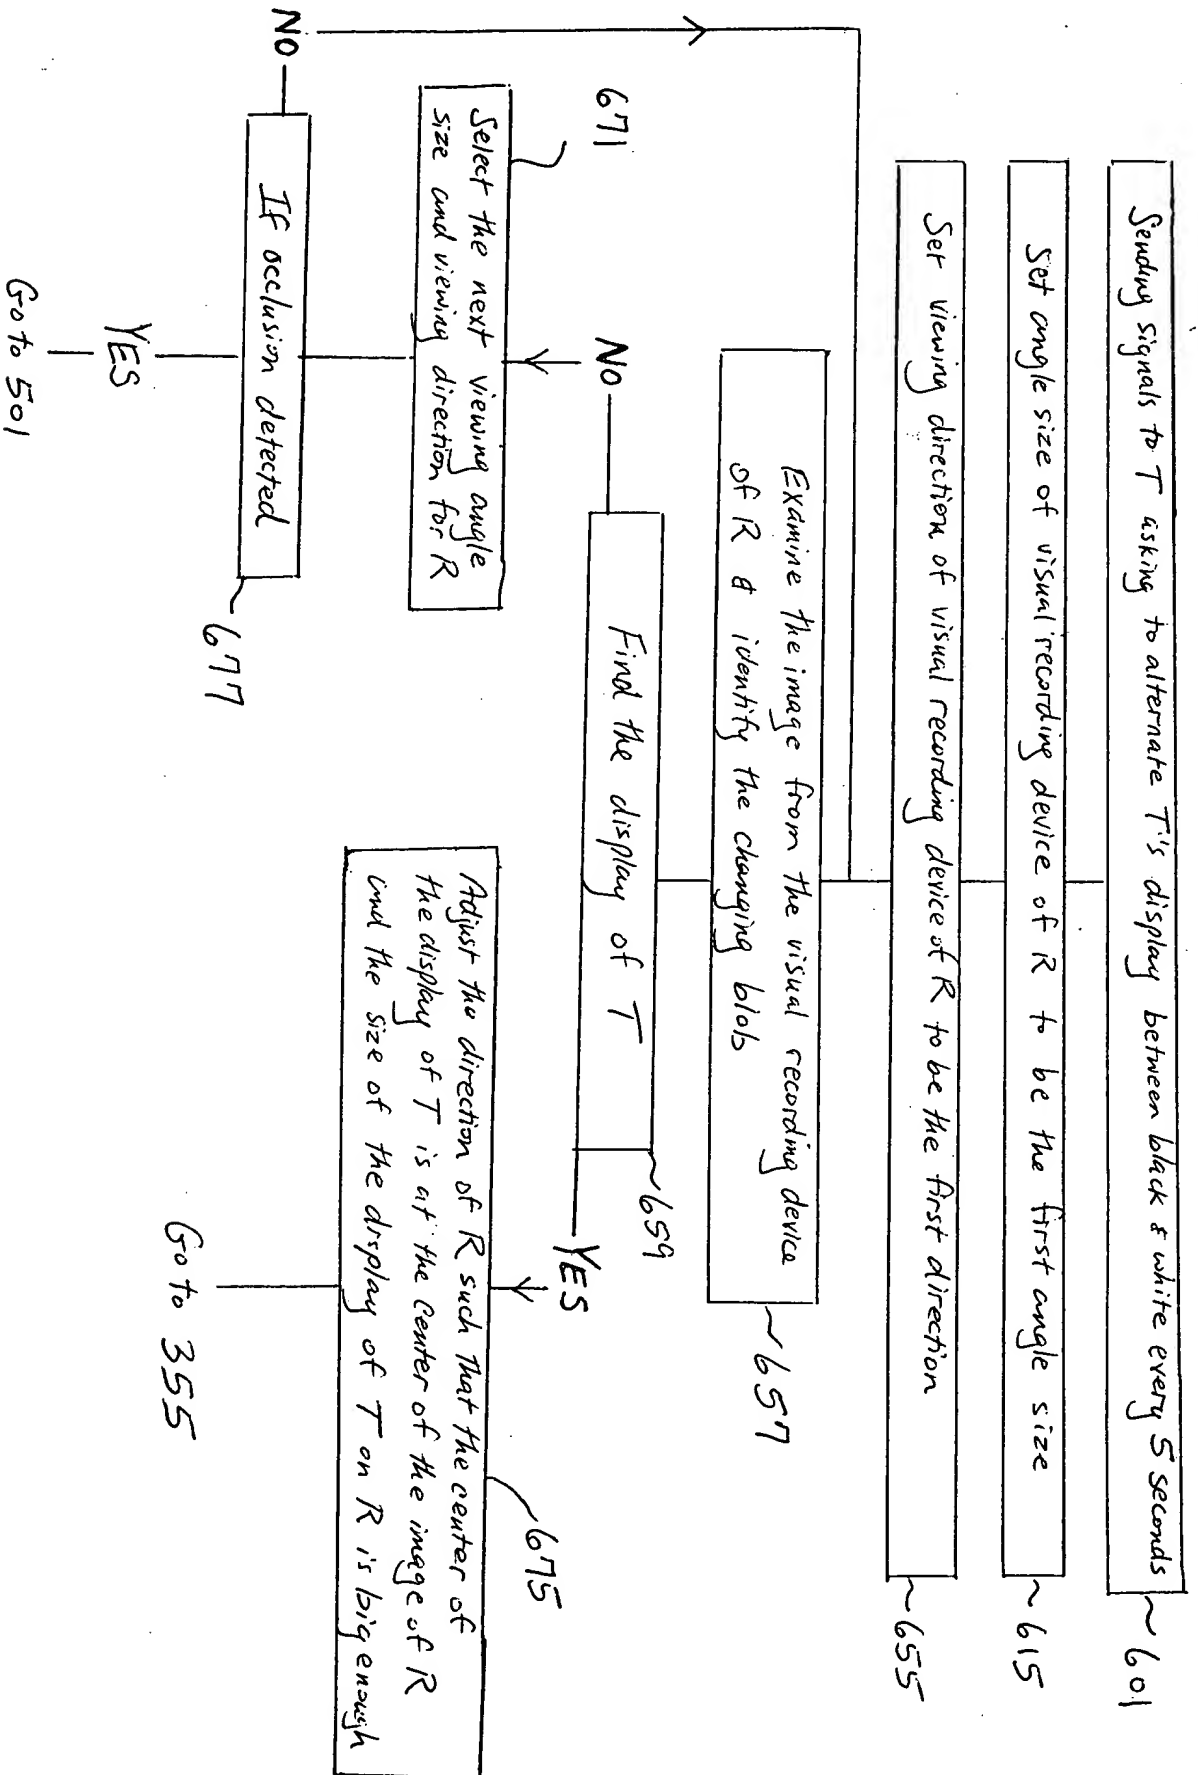 Sending signals to T asking to alternate T's display between black & white every 5 seconds
~601
Set angle size of visual recording device of R to be the first angle size
~615
Set viewing direction of visual recording device of R to be the first direction
~655
Examine the image from the visual recording device
of R & identify the changing blob
~657
Find the display of T
~659
NO
YES
671
Select the next viewing angle
size and viewing direction for R
Adjust the direction of R such that the center of
the display of T is at the center of the image of R
and the size of the display of T on R is big enough
~675
NO
If occlusion detected
~677
YES
Go to 501
Go to 355